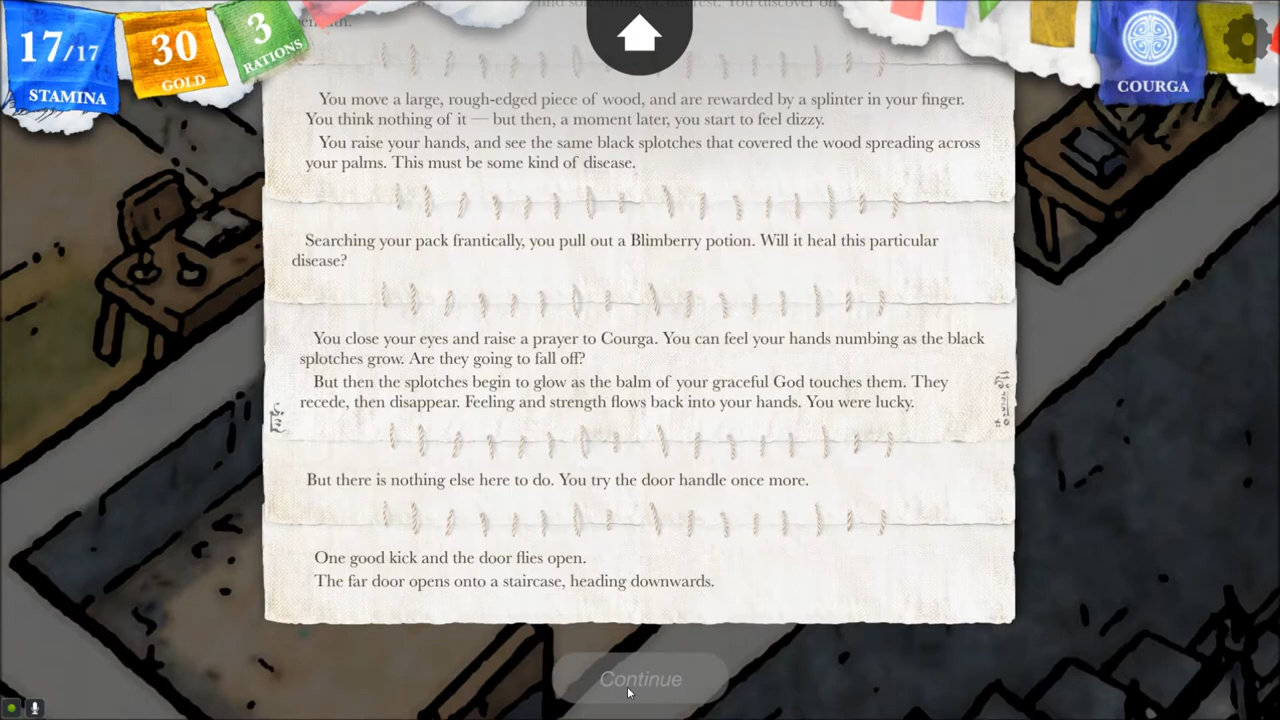 17/17
STAMINA
30
GOLD
3
RATIONS
COURGA
You move a large, rough-edged piece of wood, and are rewarded by a splinter in your finger.
You think nothing of it — but then, a moment later, you start to feel dizzy.
You raise your hands, and see the same black splotches that covered the wood spreading across
your palms. This must be some kind of disease.
Searching your pack frantically, you pull out a Blimberry potion. Will it heal this particular
disease?
You close your eyes and raise a prayer to Courga. You can feel your hands numbing as the black
splotches grow. Are they going to fall off?
But then the splotches begin to glow as the balm of your graceful God touches them. They
recede, then disappear. Feeling and strength flows back into your hands. You were lucky.
But there is nothing else here to do. You try the door handle once more.
One good kick and the door flies open.
The far door opens onto a staircase, heading downwards.
Continue